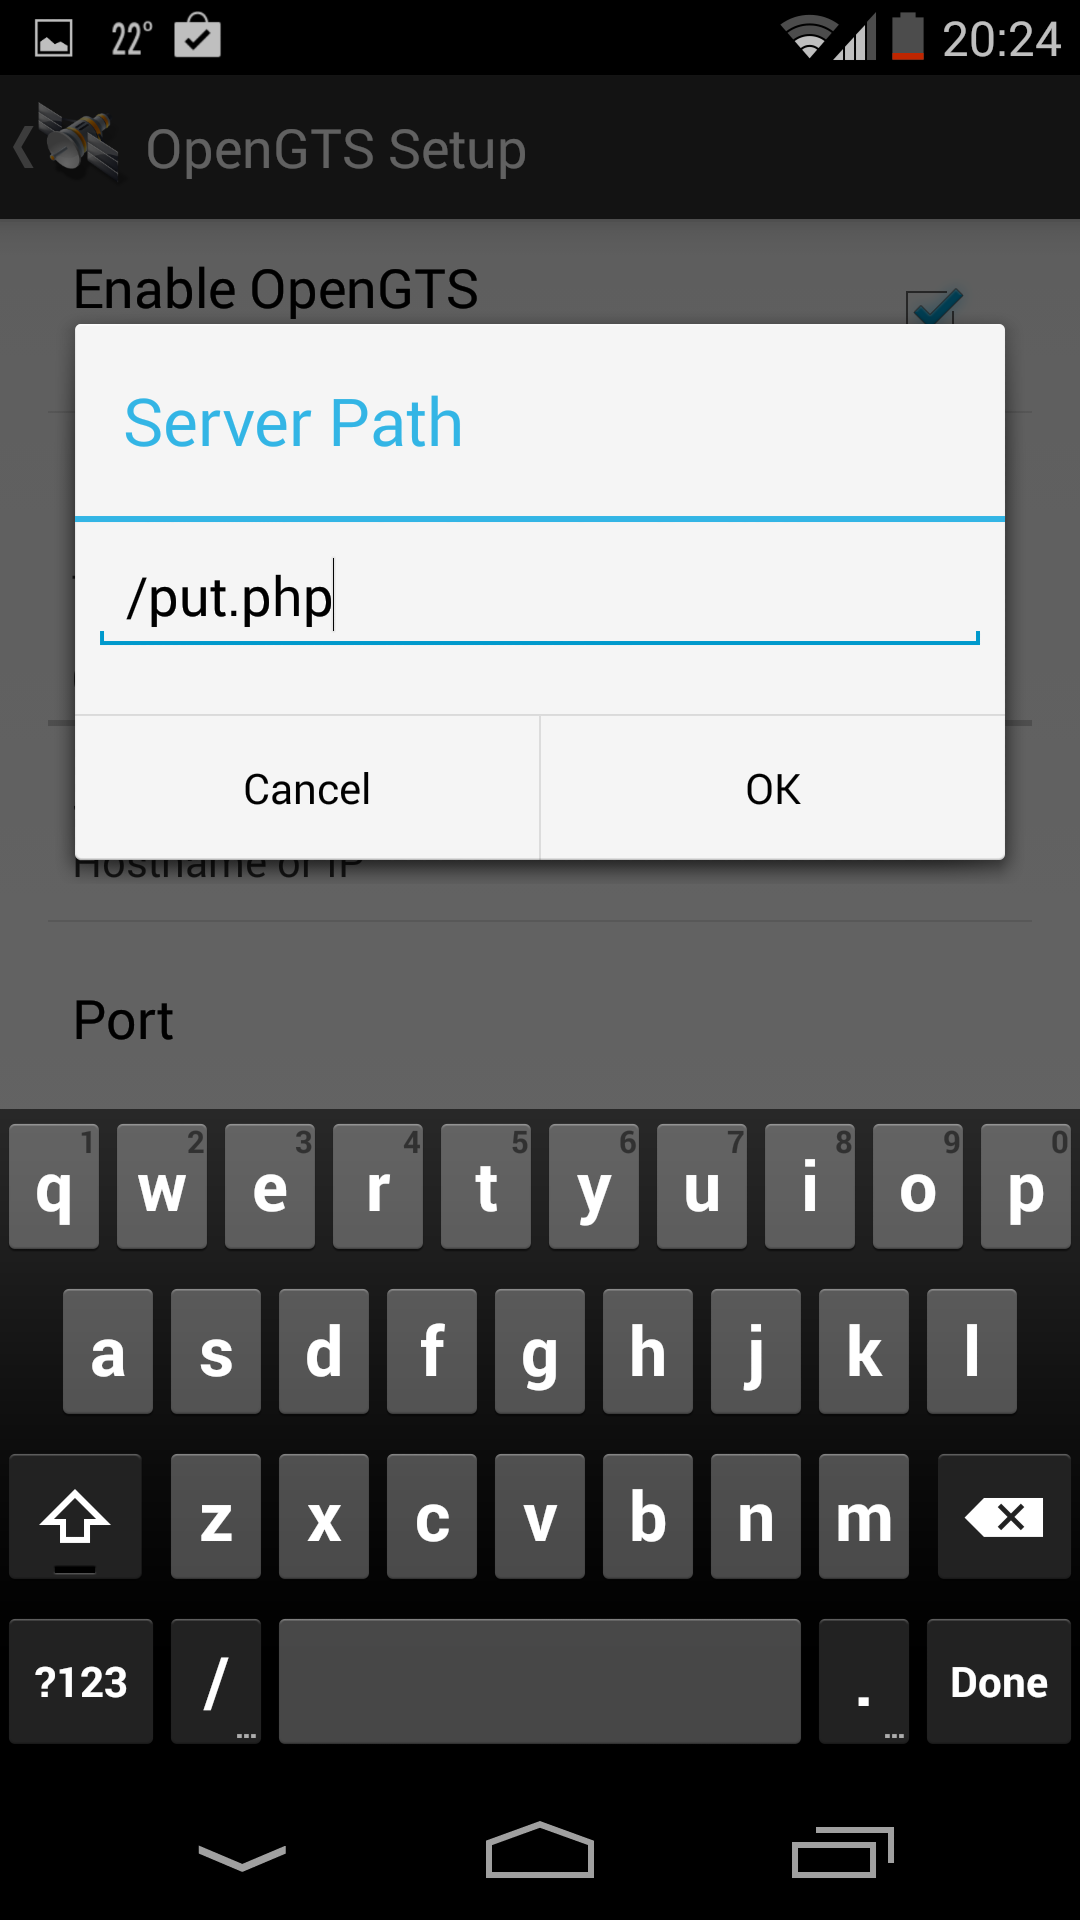 22°
20:24
OpenGTS Setup
Enable OpenGTS
Server Path
/put.php
Cancel
OK
Hostname or IP
Port
1 2 3 4 5 6 7 8 9 0
q w e r t y u i o p
a s d f g h j k l
z x c v b n m
?123 / . Done